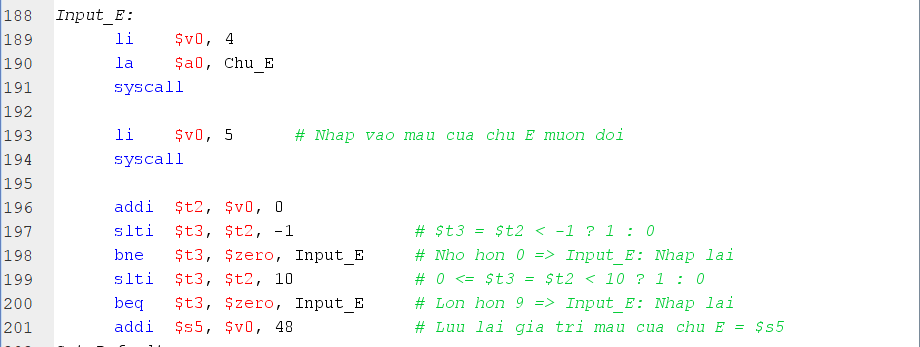 188 Input_E:
189 li $v0, 4
190 la $a0, Chu_E
191 syscall
192
193 li $v0, 5 # Nhap vao mau cua chu E muon doi
194 syscall
195
196 addi $t2, $v0, 0
197 slti $t3, $t2, -1 # $t3 = $t2 < -1 ? 1 : 0
198 bne $t3, $zero, Input_E # Nho hon 0 => Input_E: Nhap lai
199 slti $t3, $t2, 10 # 0 <= $t3 = $t2 < 10 ? 1 : 0
200 beq $t3, $zero, Input_E # Lon hon 9 => Input_E: Nhap lai
201 addi $s5, $v0, 48 # Luu lai gia tri mau cua chu E = $s5